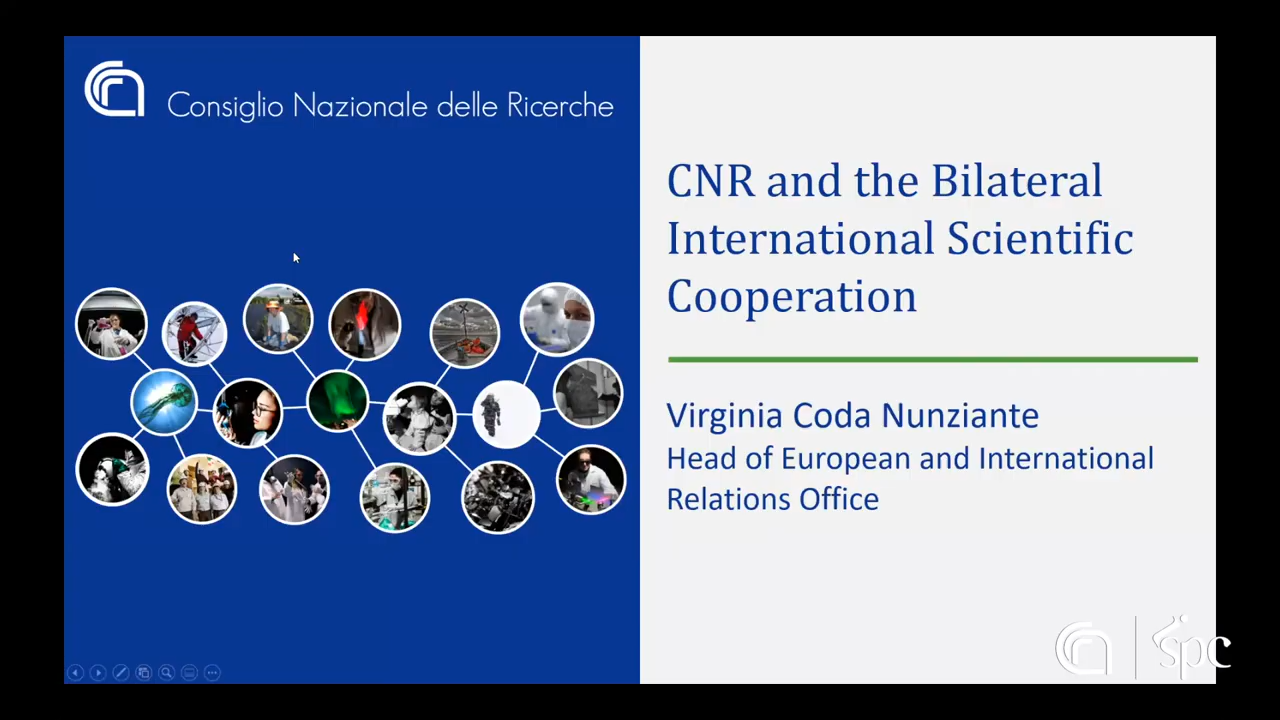 Consiglio Nazionale delle Ricerche
CNR and the Bilateral
International Scientific
Cooperation
Virginia Coda Nunziante
Head of European and International
Relations Office
spc